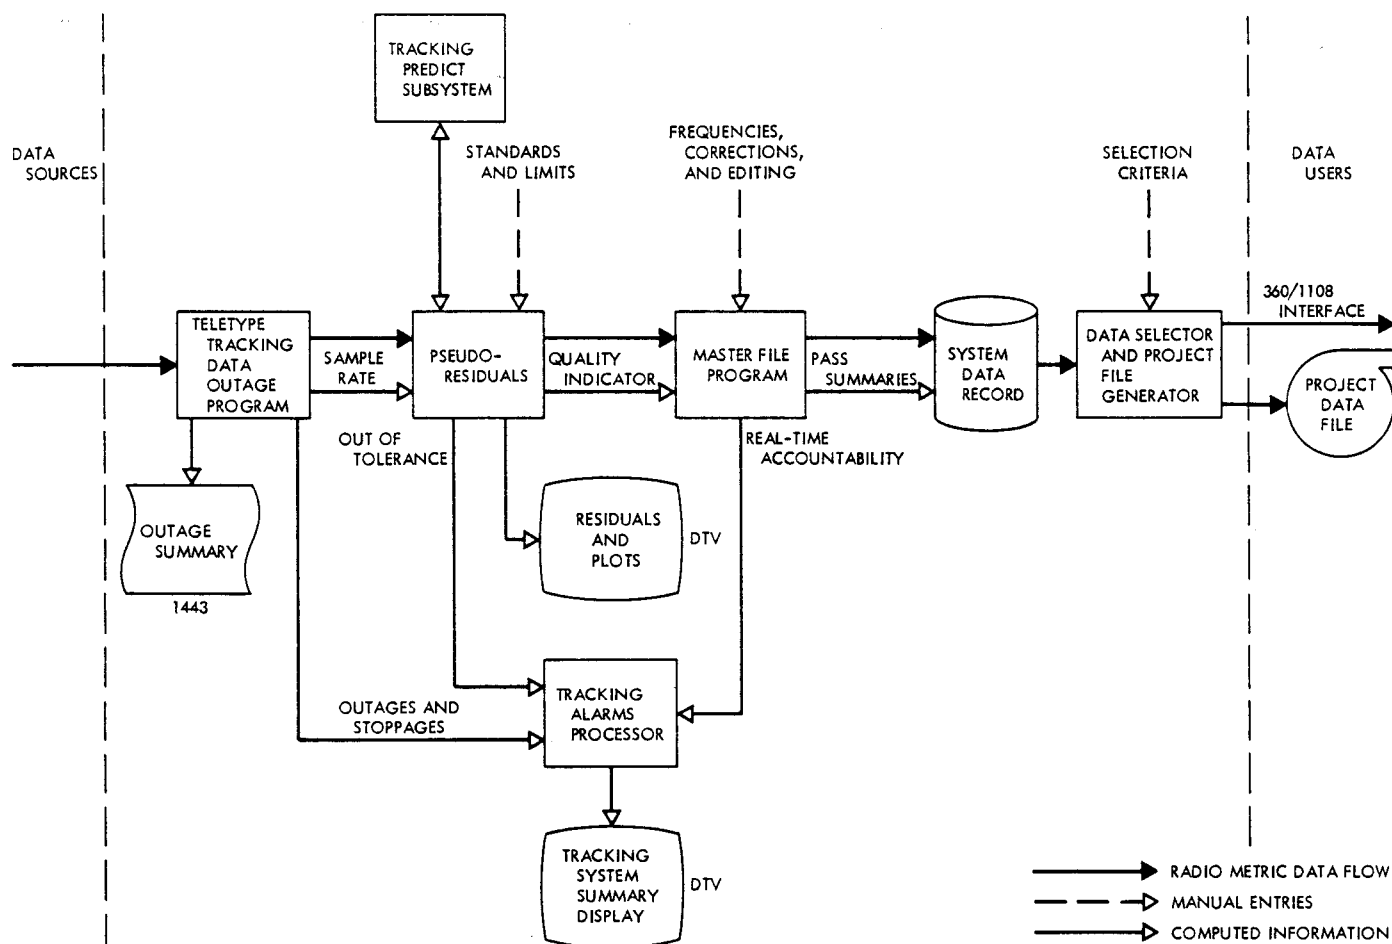 TRACKING
PREDICT
SUBSYSTEM
DATA
SOURCES
STANDARDS
AND LIMITS
FREQUENCIES,
CORRECTIONS,
AND EDITING
SELECTION
CRITERIA
DATA
USERS
360/1108
INTERFACE
TELETYPE
TRACKING
DATA
OUTAGE
PROGRAM
SAMPLE
RATE
PSEUDO-
RESIDUALS
QUALITY
INDICATOR
MASTER FILE
PROGRAM
PASS
SUMMARIES
SYSTEM
DATA
RECORD
DATA SELECTOR
AND PROJECT
FILE
GENERATOR
PROJECT
DATA
FILE
OUT OF
TOLERANCE
REAL-TIME
ACCOUNTABILITY
OUTAGE
SUMMARY
1443
RESIDUALS
AND
PLOTS
DTV
OUTAGES AND
STOPPAGES
TRACKING
ALARMS
PROCESSOR
TRACKING
SYSTEM
SUMMARY
DISPLAY
DTV
RADIO METRIC DATA FLOW
MANUAL ENTRIES
COMPUTED INFORMATION